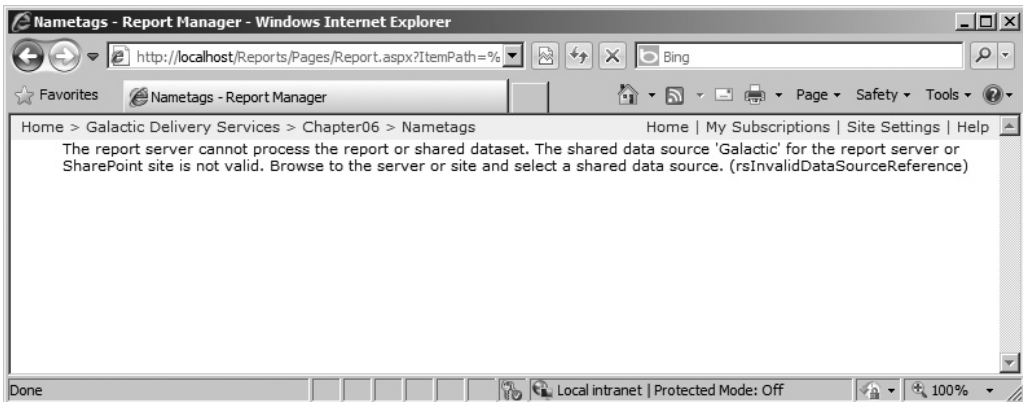 Nametags - Report Manager - Windows Internet Explorer
http://localhost/Reports/Pages/Report.aspx?ItemPath=%
Bing
Favorites
Nametags - Report Manager
Page
Safety
Tools
Home > Galactic Delivery Services > Chapter06 > Nametags
Home | My Subscriptions | Site Settings | Help
The report server cannot process the report or shared dataset. The shared data source 'Galactic' for the report server or
SharePoint site is not valid. Browse to the server or site and select a shared data source. (rsInvalidDataSourceReference)
Done
Local intranet | Protected Mode: Off
100%